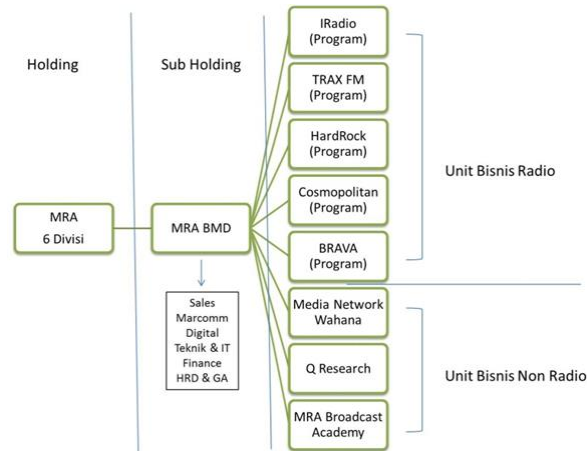 Holding
Sub Holding
MRA
6 Divisi
MRA BMD
Sales
Marcomm
Digital
Teknik & IT
Finance
HRD & GA
IRadio
(Program)
TRAX FM
(Program)
HardRock
(Program)
Cosmopolitan
(Program)
BRAVA
(Program)
Media Network
Wahana
Q Research
MRA Broadcast
Academy
Unit Bisnis Radio
Unit Bisnis Non Radio